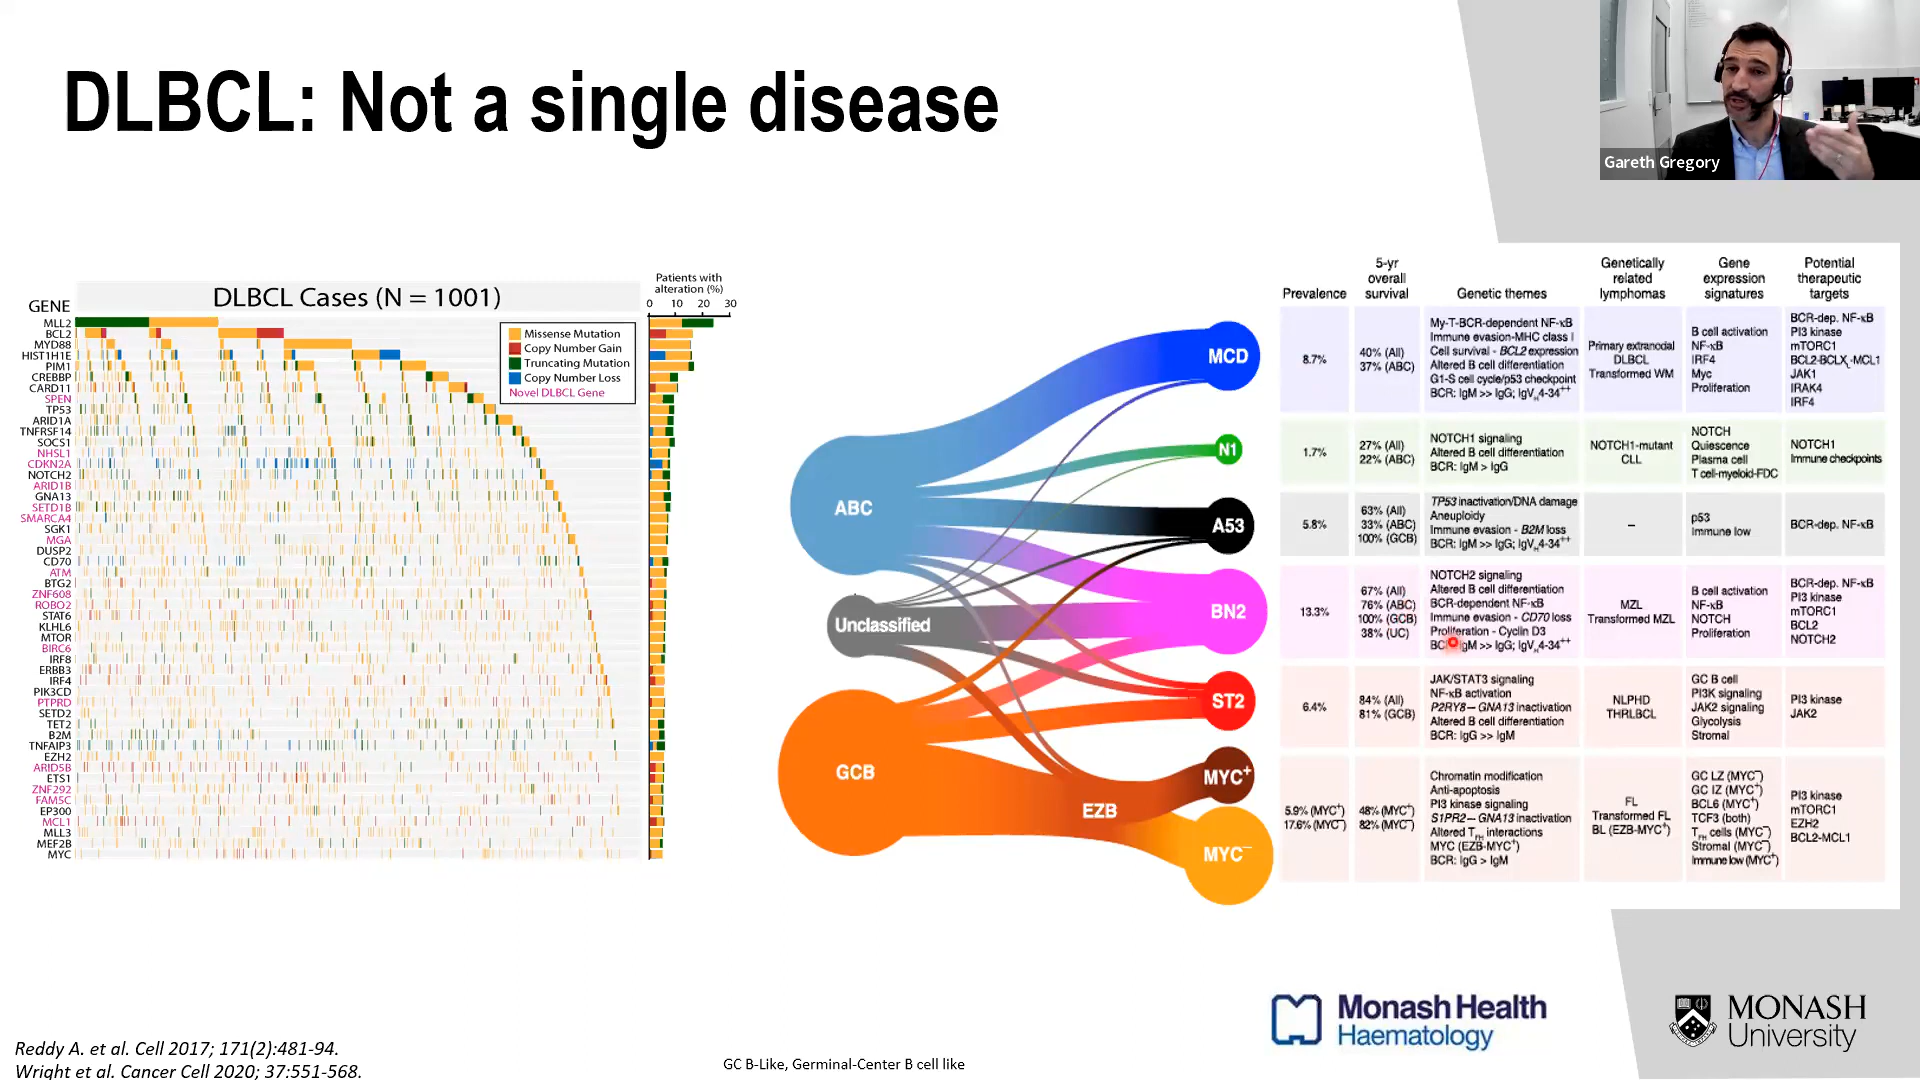 DLBCL: Not a single disease
Gareth Gregory
DLBCL Cases (N = 1001)
GENE
Patients with
alteration (%)
0 10 20 30
Missense Mutation
Copy Number Gain
Truncating Mutation
Copy Number Loss
Novel DLBCL Gene
MLL2
BCL2
MYD88
HIST1H1E
PIM1
CREBBP
CARD11
SPEN
TP53
ARID1A
TNFRSF14
SOCS1
NHSL1
CDKN2A
NOTCH2
ARID1B
GNA13
SETD1B
SMARCA4
SGK1
MGA
DUSP2
CD70
ATM
BTG2
ZNF608
ROBO2
STAT6
KLHL6
MTOR
BIRC6
IRF8
ERBB3
IRF4
PIK3CD
PTPRD
SETD2
TET2
B2M
TNFAIP3
EZH2
ARID5B
ETS1
ZNF292
FAM5C
EP300
MCL1
MLL3
MEF2B
MYC
ABC
Unclassified
GCB
EZB
MCD
N1
A53
BN2
ST2
MYC+
MYC−
Prevalence
5-yr
overall
survival
Genetic themes
Genetically
related
lymphomas
Gene
expression
signatures
Potential
therapeutic
targets
8.7%
40% (All)
37% (ABC)
My-T-BCR-dependent NF-κB
Immune evasion-MHC class I
Cell survival - BCL2 expression
Altered B cell differentiation
G1-S cell cycle/p53 checkpoint
BCR: IgM >> IgG; IgVH4-34++
Primary extranodal
DLBCL
Transformed WM
B cell activation
NF-κB
IRF4
Myc
Proliferation
BCR-dep. NF-κB
PI3 kinase
mTORC1
BCL2-BCLXL-MCL1
JAK1
IRAK4
IRF4
1.7%
27% (All)
22% (ABC)
NOTCH1 signaling
Altered B cell differentiation
BCR: IgM > IgG
NOTCH1-mutant
CLL
NOTCH
Quiescence
Plasma cell
T cell-myeloid-FDC
NOTCH1
Immune checkpoints
5.8%
63% (All)
33% (ABC)
100% (GCB)
TP53 inactivation/DNA damage
Aneuploidy
Immune evasion - B2M loss
BCR: IgM >> IgG; IgVH4-34++
–
p53
Immune low
BCR-dep. NF-κB
13.3%
67% (All)
76% (ABC)
100% (GCB)
38% (UC)
NOTCH2 signaling
Altered B cell differentiation
BCR-dependent NF-κB
Immune evasion - CD70 loss
Proliferation - Cyclin D3
IgM >> IgG; IgVH4-34++
MZL
Transformed MZL
B cell activation
NF-κB
NOTCH
Proliferation
BCR-dep. NF-κB
PI3 kinase
mTORC1
BCL2
NOTCH2
6.4%
84% (All)
81% (GCB)
JAK/STAT3 signaling
NF-κB activation
P2RY8 – GNA13 inactivation
Altered B cell differentiation
BCR: IgG >> IgM
NLPHD
THRLBCL
GC B cell
PI3K signaling
JAK2 signaling
Glycolysis
Stromal
PI3 kinase
JAK2
5.9% (MYC+)
17.6% (MYC−)
48% (MYC+)
82% (MYC−)
Chromatin modification
Anti-apoptosis
PI3 kinase signaling
S1PR2 – GNA13 inactivation
Altered TFH interactions
MYC (EZB-MYC+)
BCR: IgG > IgM
FL
Transformed FL
BL (EZB-MYC+)
GC LZ (MYC−)
GC IZ (MYC+)
BCL6 (MYC+)
TCF3 (both)
TFH cells (MYC−)
Stromal (MYC−)
Immune low (MYC+)
PI3 kinase
mTORC1
EZH2
BCL2-MCL1
Monash Health
Haematology
MONASH
University
Reddy A. et al. Cell 2017; 171(2):481-94.
Wright et al. Cancer Cell 2020; 37:551-568.
GC B-Like, Germinal-Center B cell like